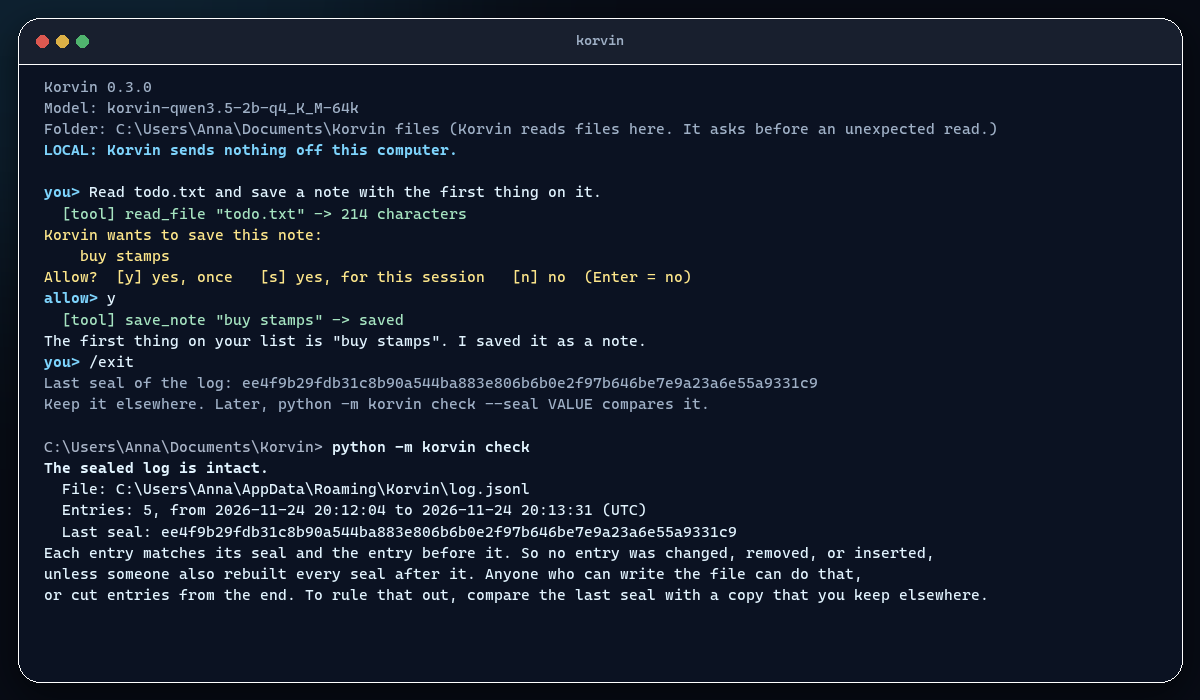 korvin
Korvin 0.3.0
Model: korvin-qwen3.5-2b-q4_K_M-64k
Folder: C:\Users\Anna\Documents\Korvin files (Korvin reads files here. It asks before an unexpected read.)
LOCAL: Korvin sends nothing off this computer.
you> Read todo.txt and save a note with the first thing on it.
[tool] read_file "todo.txt" -> 214 characters
Korvin wants to save this note:
buy stamps
Allow?  [y] yes, once   [s] yes, for this session   [n] no  (Enter = no)
allow> y
[tool] save_note "buy stamps" -> saved
The first thing on your list is "buy stamps". I saved it as a note.
you> /exit
Last seal of the log: ee4f9b29fdb31c8b90a544ba883e806b6b0e2f97b646be7e9a23a6e55a9331c9
Keep it elsewhere. Later, python -m korvin check --seal VALUE compares it.
C:\Users\Anna\Documents\Korvin> python -m korvin check
The sealed log is intact.
File: C:\Users\Anna\AppData\Roaming\Korvin\log.jsonl
Entries: 5, from 2026-11-24 20:12:04 to 2026-11-24 20:13:31 (UTC)
Last seal: ee4f9b29fdb31c8b90a544ba883e806b6b0e2f97b646be7e9a23a6e55a9331c9
Each entry matches its seal and the entry before it. So no entry was changed, removed, or inserted,
unless someone also rebuilt every seal after it. Anyone who can write the file can do that,
or cut entries from the end. To rule that out, compare the last seal with a copy that you keep elsewhere.